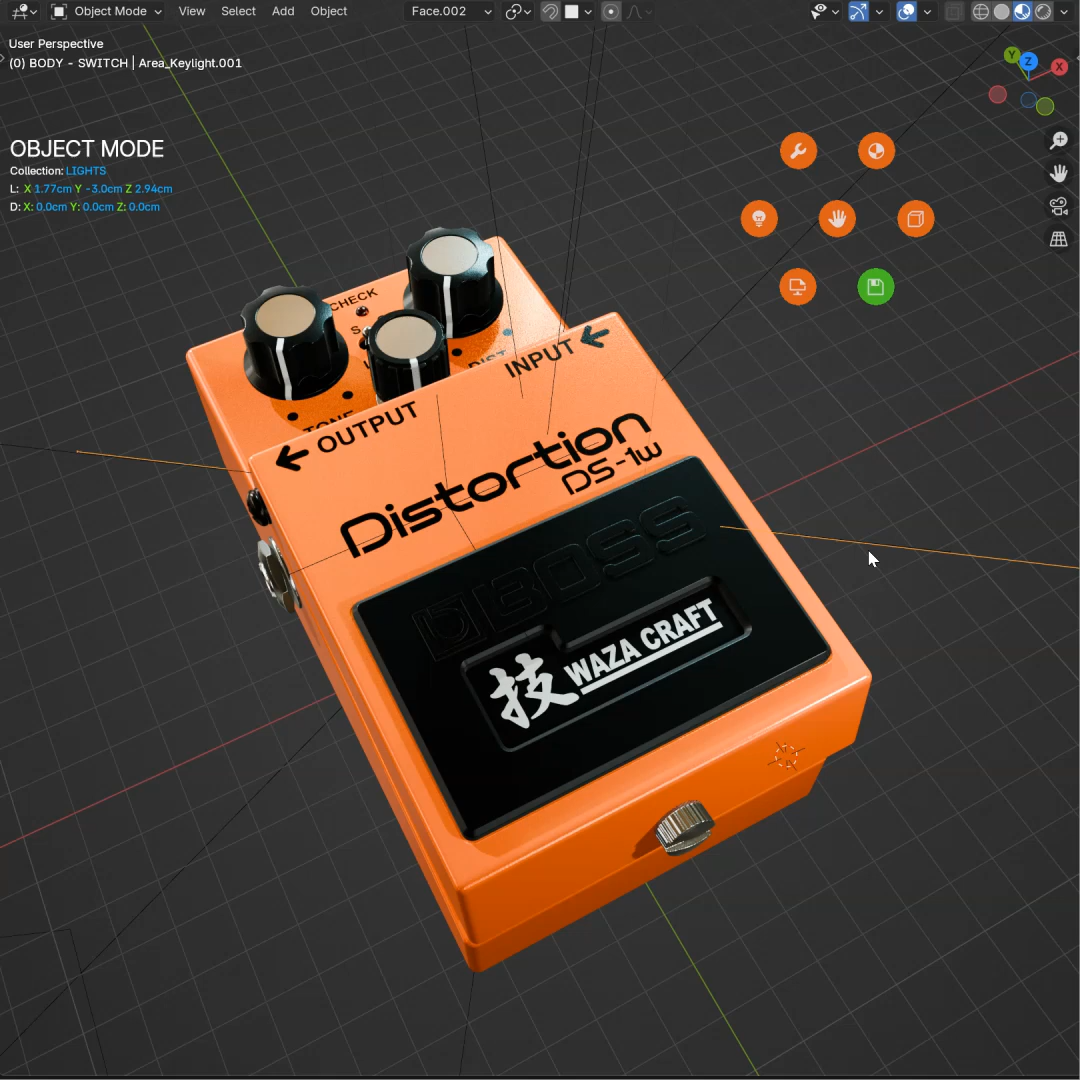 Object Mode View Select Add Object Face.002
User Perspective
(0) BODY - SWITCH | Area_Keylight.001
OBJECT MODE
Collection: LIGHTS
L: X 1.77cm Y -3.0cm Z 2.94cm
D: X: 0.0cm Y: 0.0cm Z: 0.0cm
Y Z X
CHECK
S
DIST
TONE
INPUT
OUTPUT
Distortion
DS-1w
BOSS
技 WAZA CRAFT